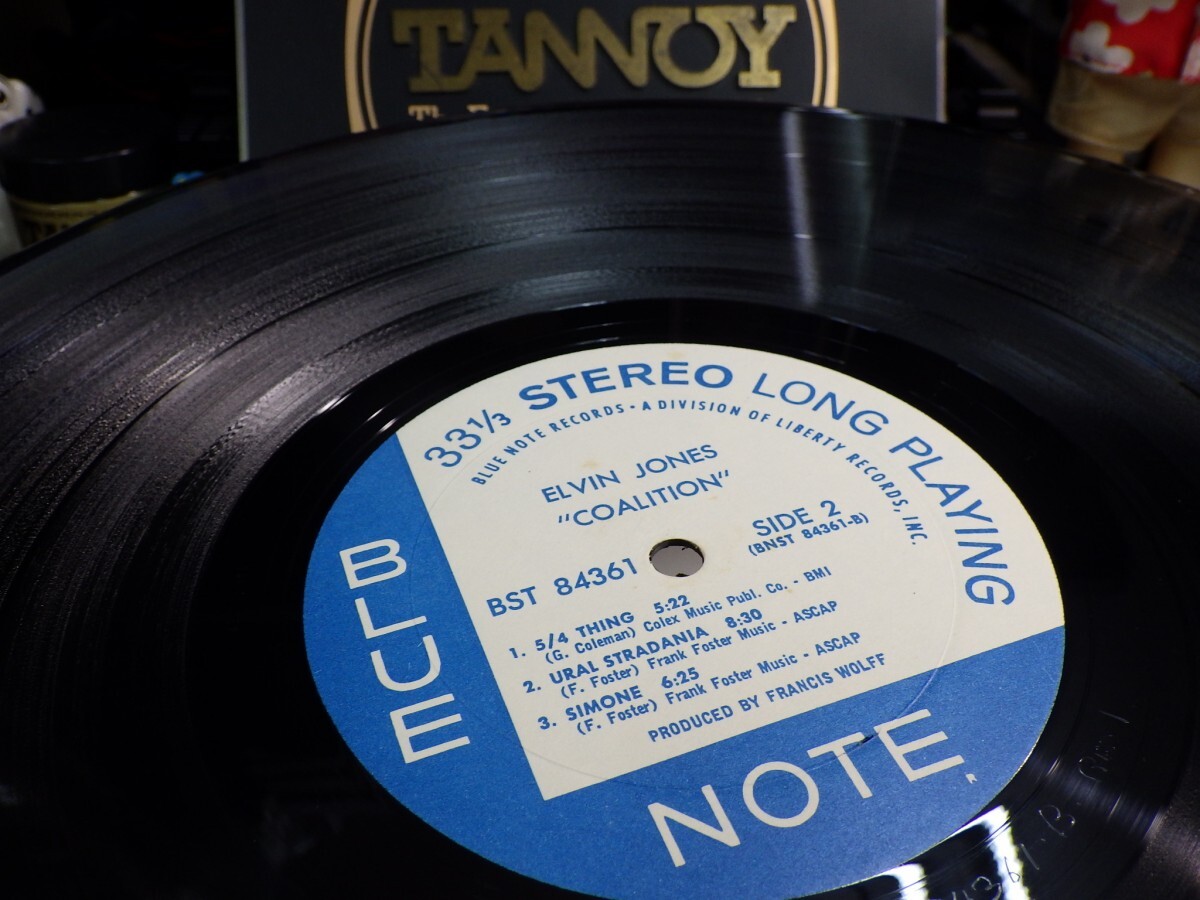 TANNOY
33 1/3 STEREO LONG PLAYING
BLUE NOTE RECORDS • A DIVISION OF LIBERTY RECORDS, INC.
ELVIN JONES
"COALITION"
BST 84361
SIDE 2
(BNST 84361-B)
1. 5/4 THING 5:22
(G. Coleman) Colex Music Publ. Co. - BMI
2. URAL STRADANIA 8:30
(F. Foster) Frank Foster Music - ASCAP
3. SIMONE 6:25
(F. Foster) Frank Foster Music - ASCAP
PRODUCED BY FRANCIS WOLFF
BLUE
NOTE
R